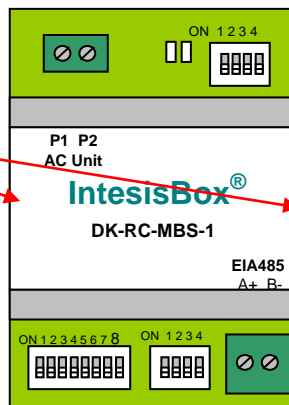 ON 1 2 3 4
P1 P2
AC Unit
IntesisBox®
DK-RC-MBS-1
EIA485
A+ B-
ON 1 2 3 4 5 6 7 8 ON 1 2 3 4